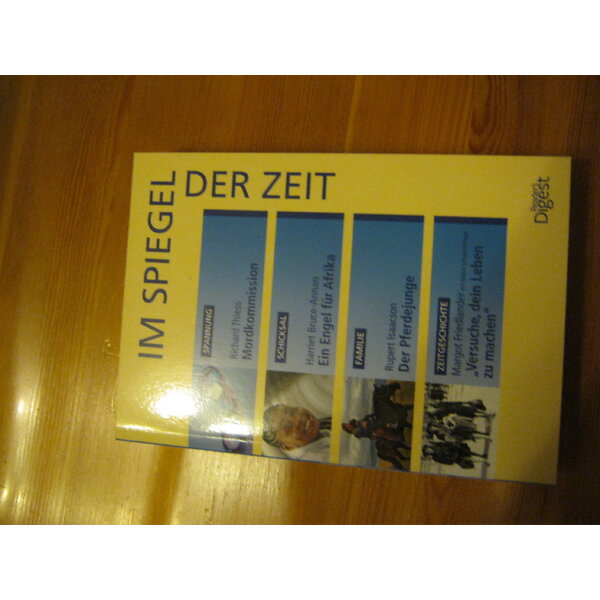 IM SPIEGEL
DER ZEIT
SPANNUNG
Richard Thiess
Mordkommission
SCHICKSAL
Harriet Bruce-Annan
Ein Engel für Afrika
FAMILIE
Rupert Isaacson
Der Pferdejunge
ZEITGESCHICHTE
Margot Friedlander
„Versuche, dein Leben
zu machen"
Reader's
Digest